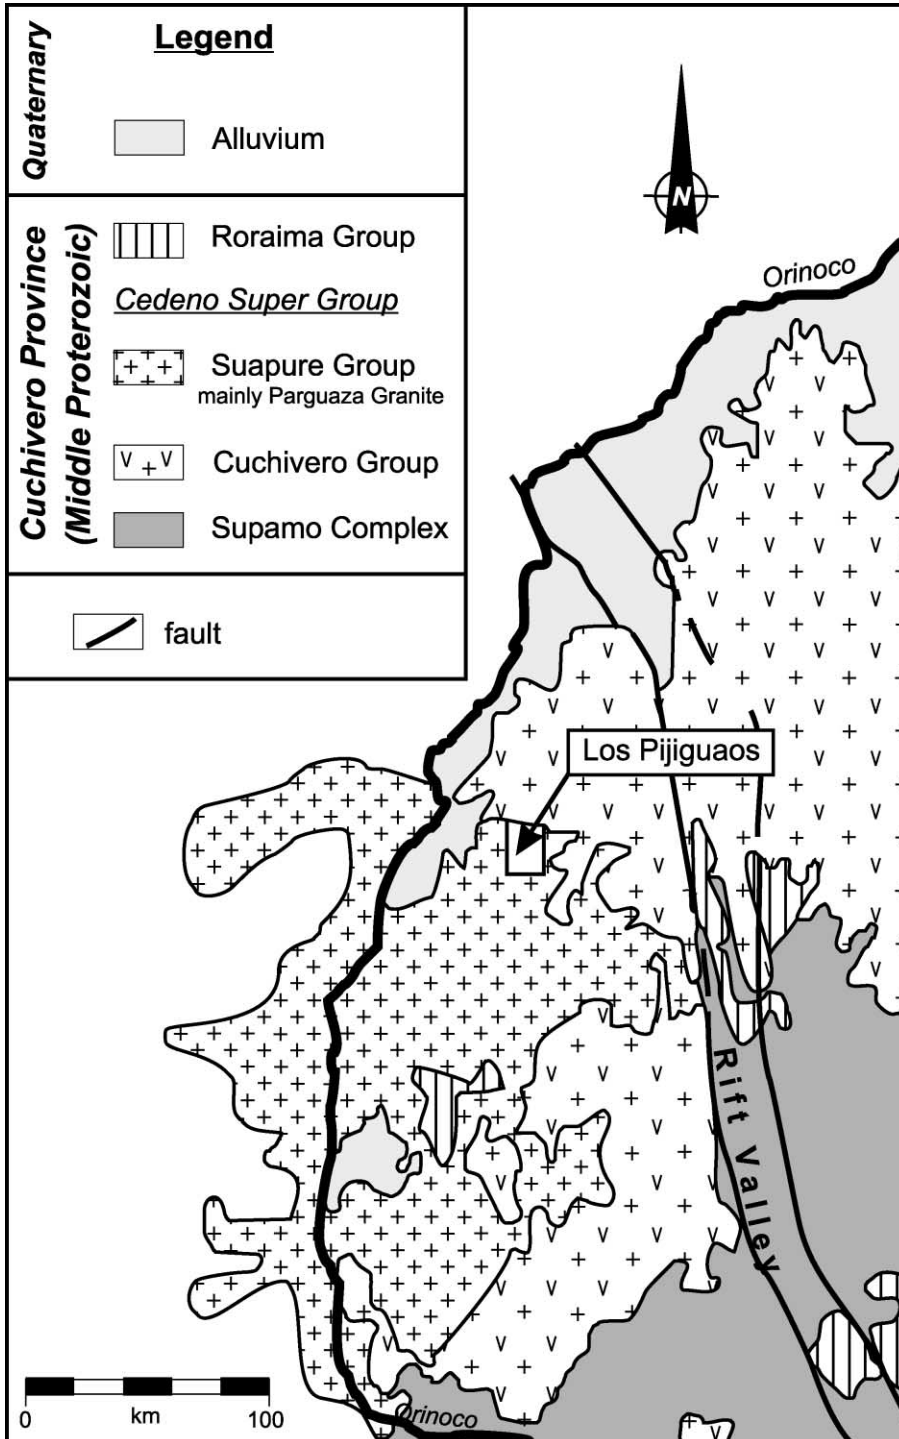 Legend
Quaternary
Alluvium
Cuchivero Province
(Middle Proterozoic)
Roraima Group
Cedeno Super Group
Suapure Group
mainly Parguaza Granite
Cuchivero Group
Supamo Complex
fault
N
Orinoco
Los Pijiguaos
Rift Valley
Orinoco
0 km 100